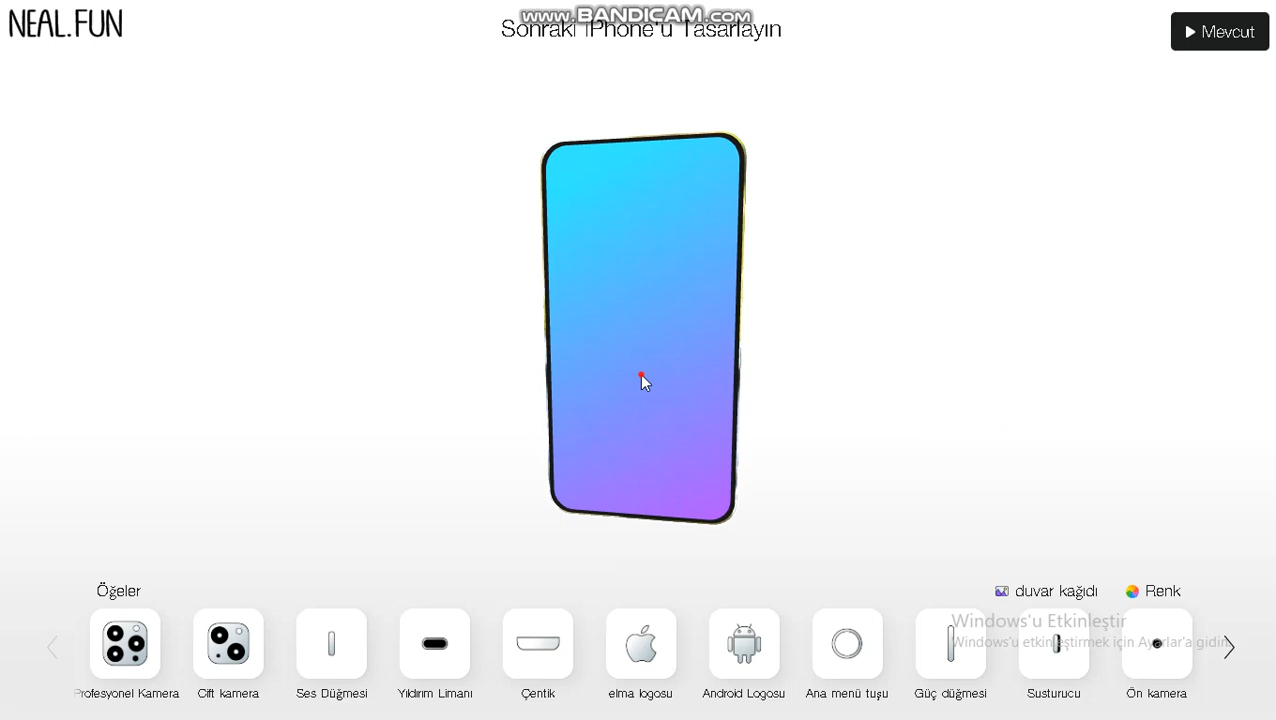 NEAL.FUN
www.BANDICAM.com
Sonraki iPhone'u Tasarlayın
Mevcut
Öğeler
duvar kağıdı
Renk
Windows'u Etkinleştir
Windows'u etkinleştirmek için Ayarlar'a gidin.
Profesyonel Kamera
Çift kamera
Ses Düğmesi
Yıldırım Limanı
Çentik
elma logosu
Android Logosu
Ana menü tuşu
Güç düğmesi
Susturucu
Ön kamera